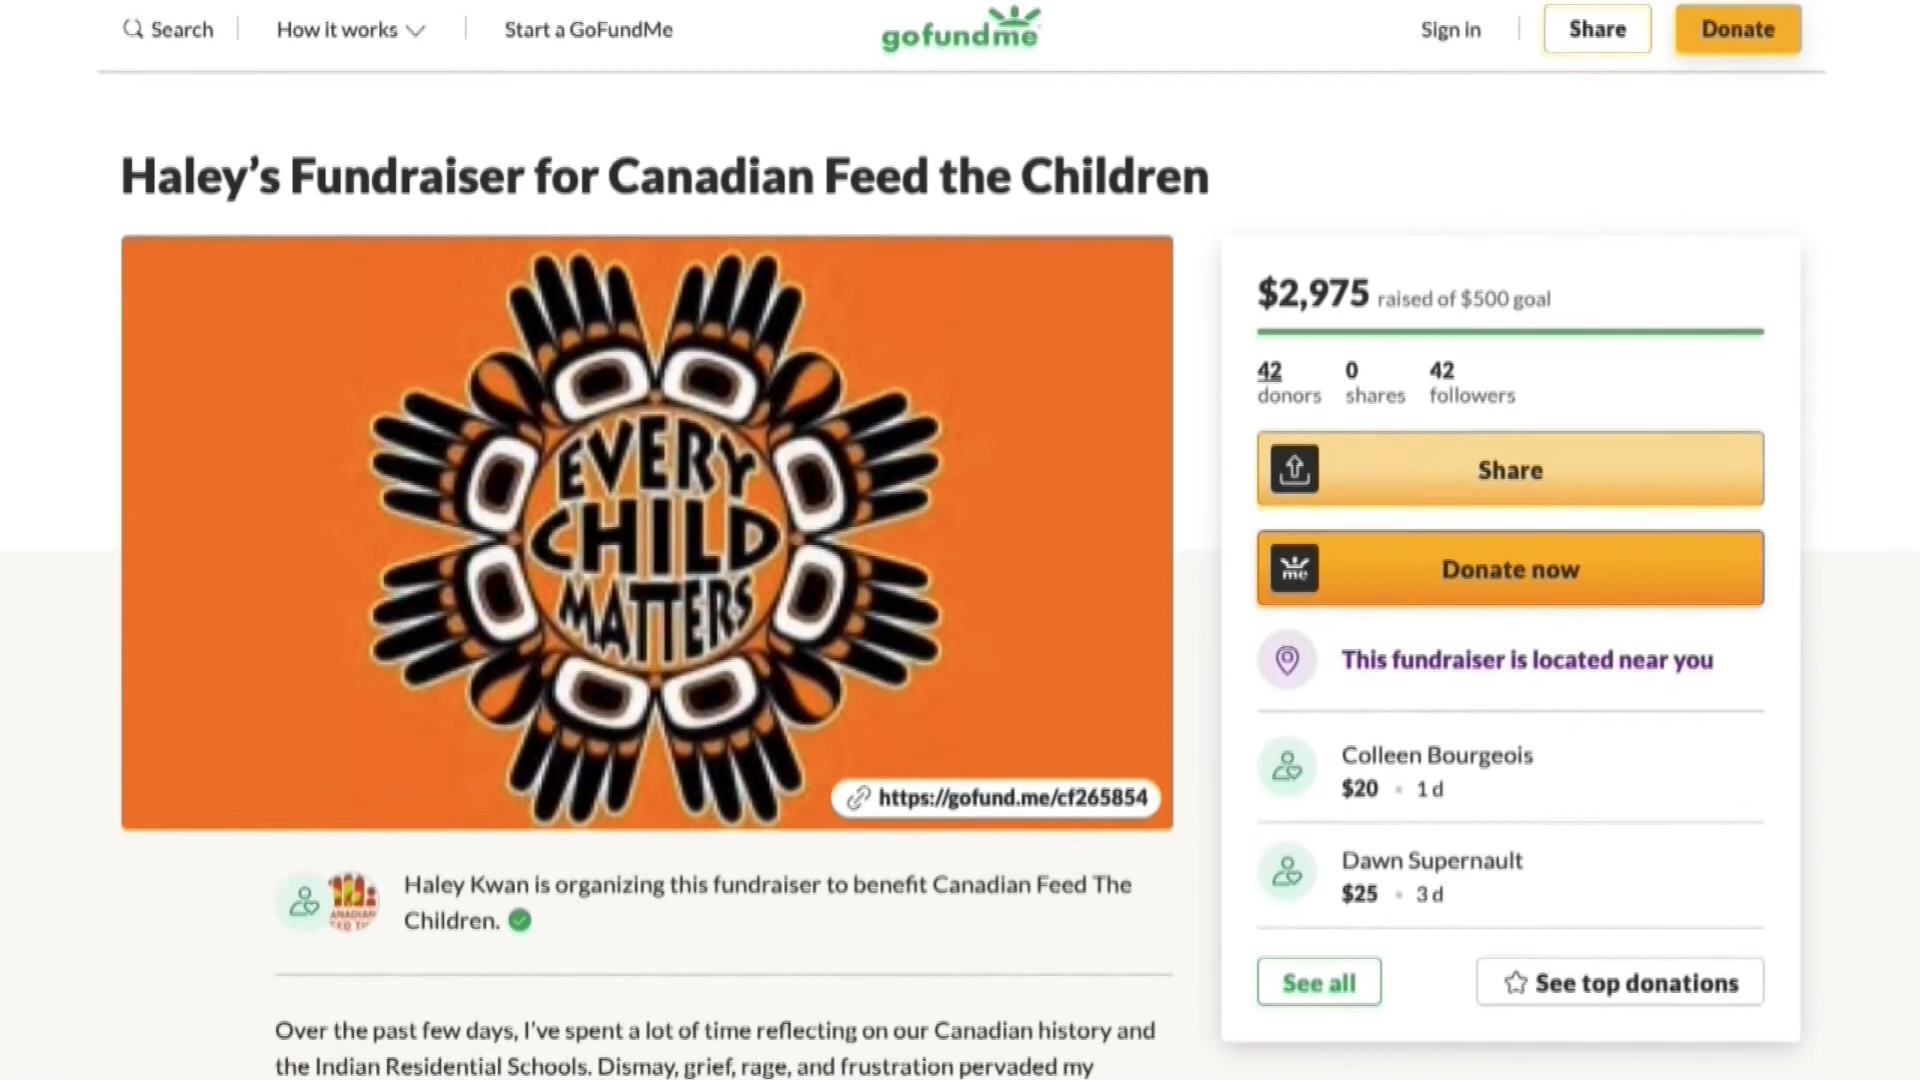 Search
How it works
Start a GoFundMe
gofundme
Sign in
Share
Donate
Haley's Fundraiser for Canadian Feed the Children
EVERY
CHILD
MATTERS
https://gofund.me/cf265854
$2,975 raised of $500 goal
42 0 42
donors shares followers
Share
me Donate now
This fundraiser is located near you
Colleen Bourgeois
$20 • 1 d
Dawn Supernault
$25 • 3 d
See all
See top donations
Haley Kwan is organizing this fundraiser to benefit Canadian Feed The
Children.
Over the past few days, I've spent a lot of time reflecting on our Canadian history and
the Indian Residential Schools. Dismay, grief, rage, and frustration pervaded my